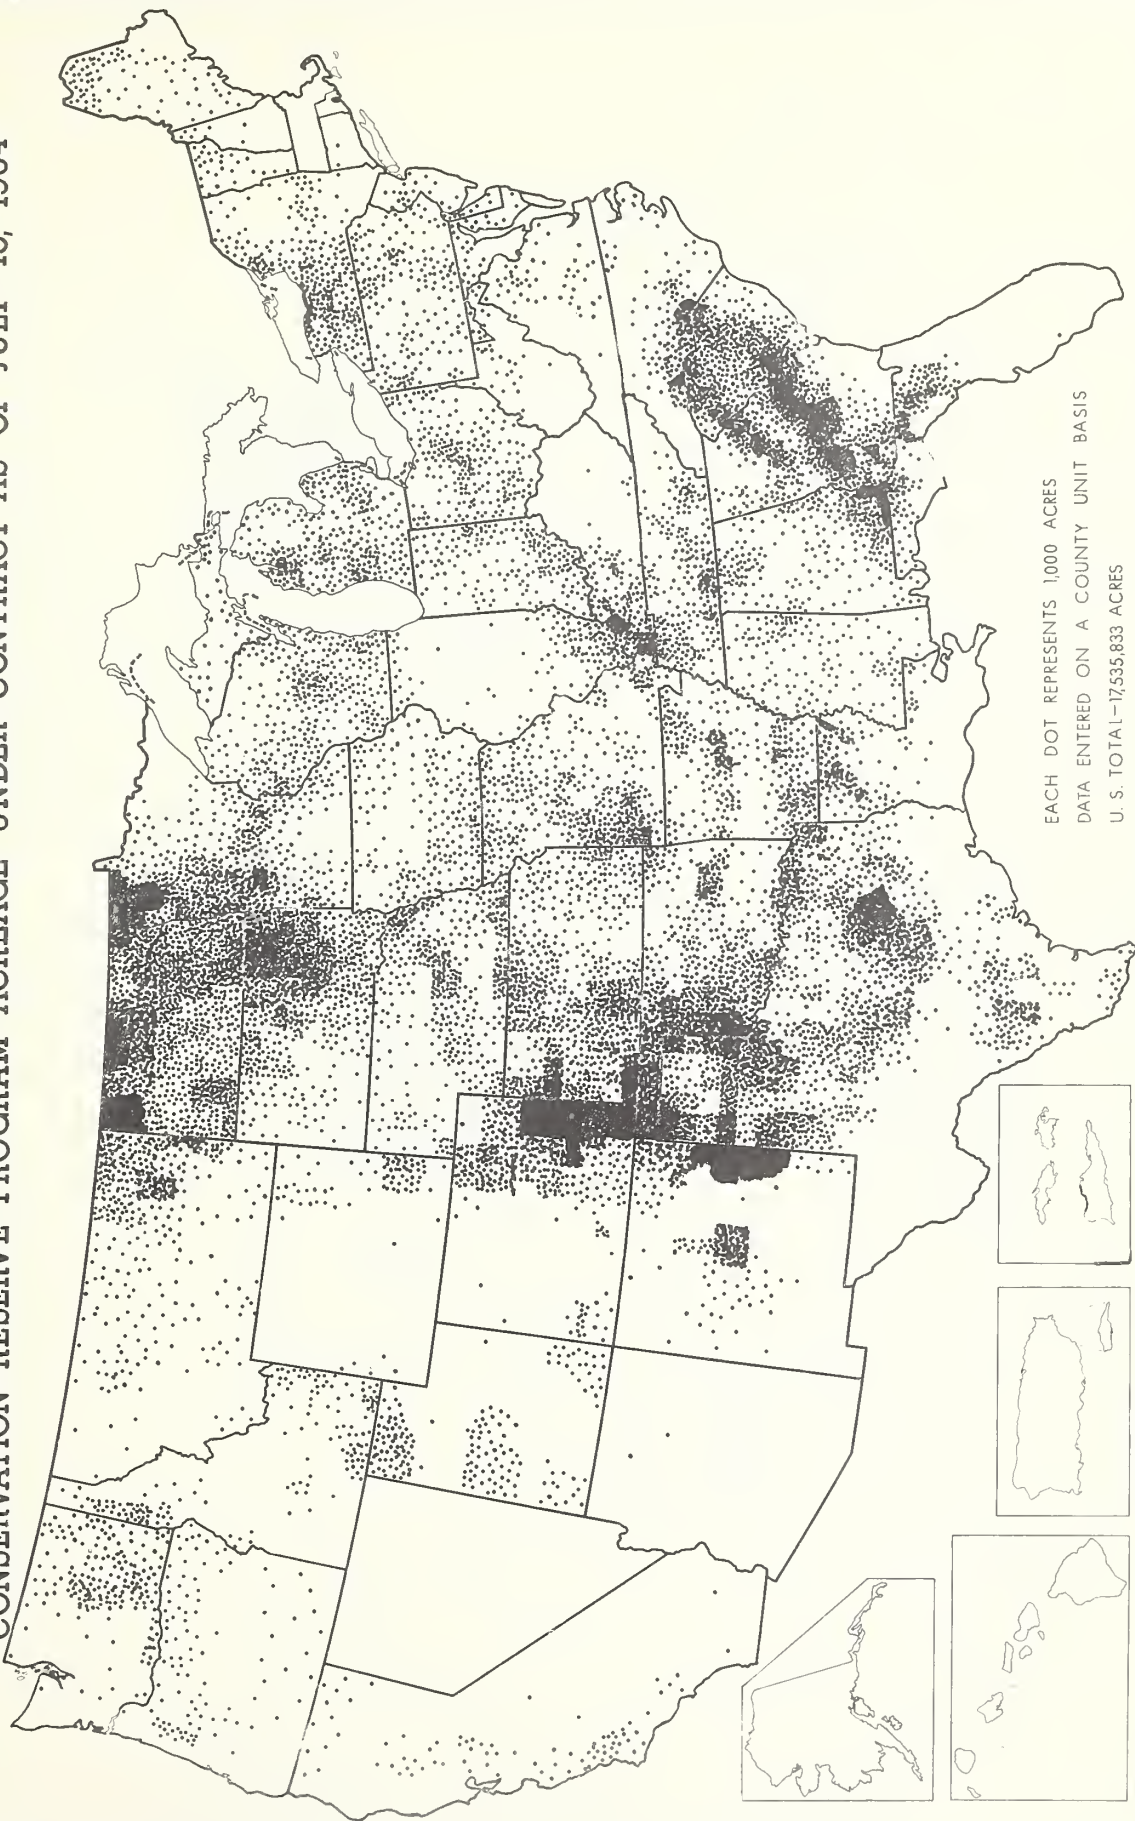 CONSERVATION RESERVE PROGRAM ACREAGE UNDER CONTRACT AS OF JULY 15, 1964
EACH DOT REPRESENTS 1,000 ACRES
DATA ENTERED ON A COUNTY UNIT BASIS
U. S. TOTAL—17,535,833 ACRES